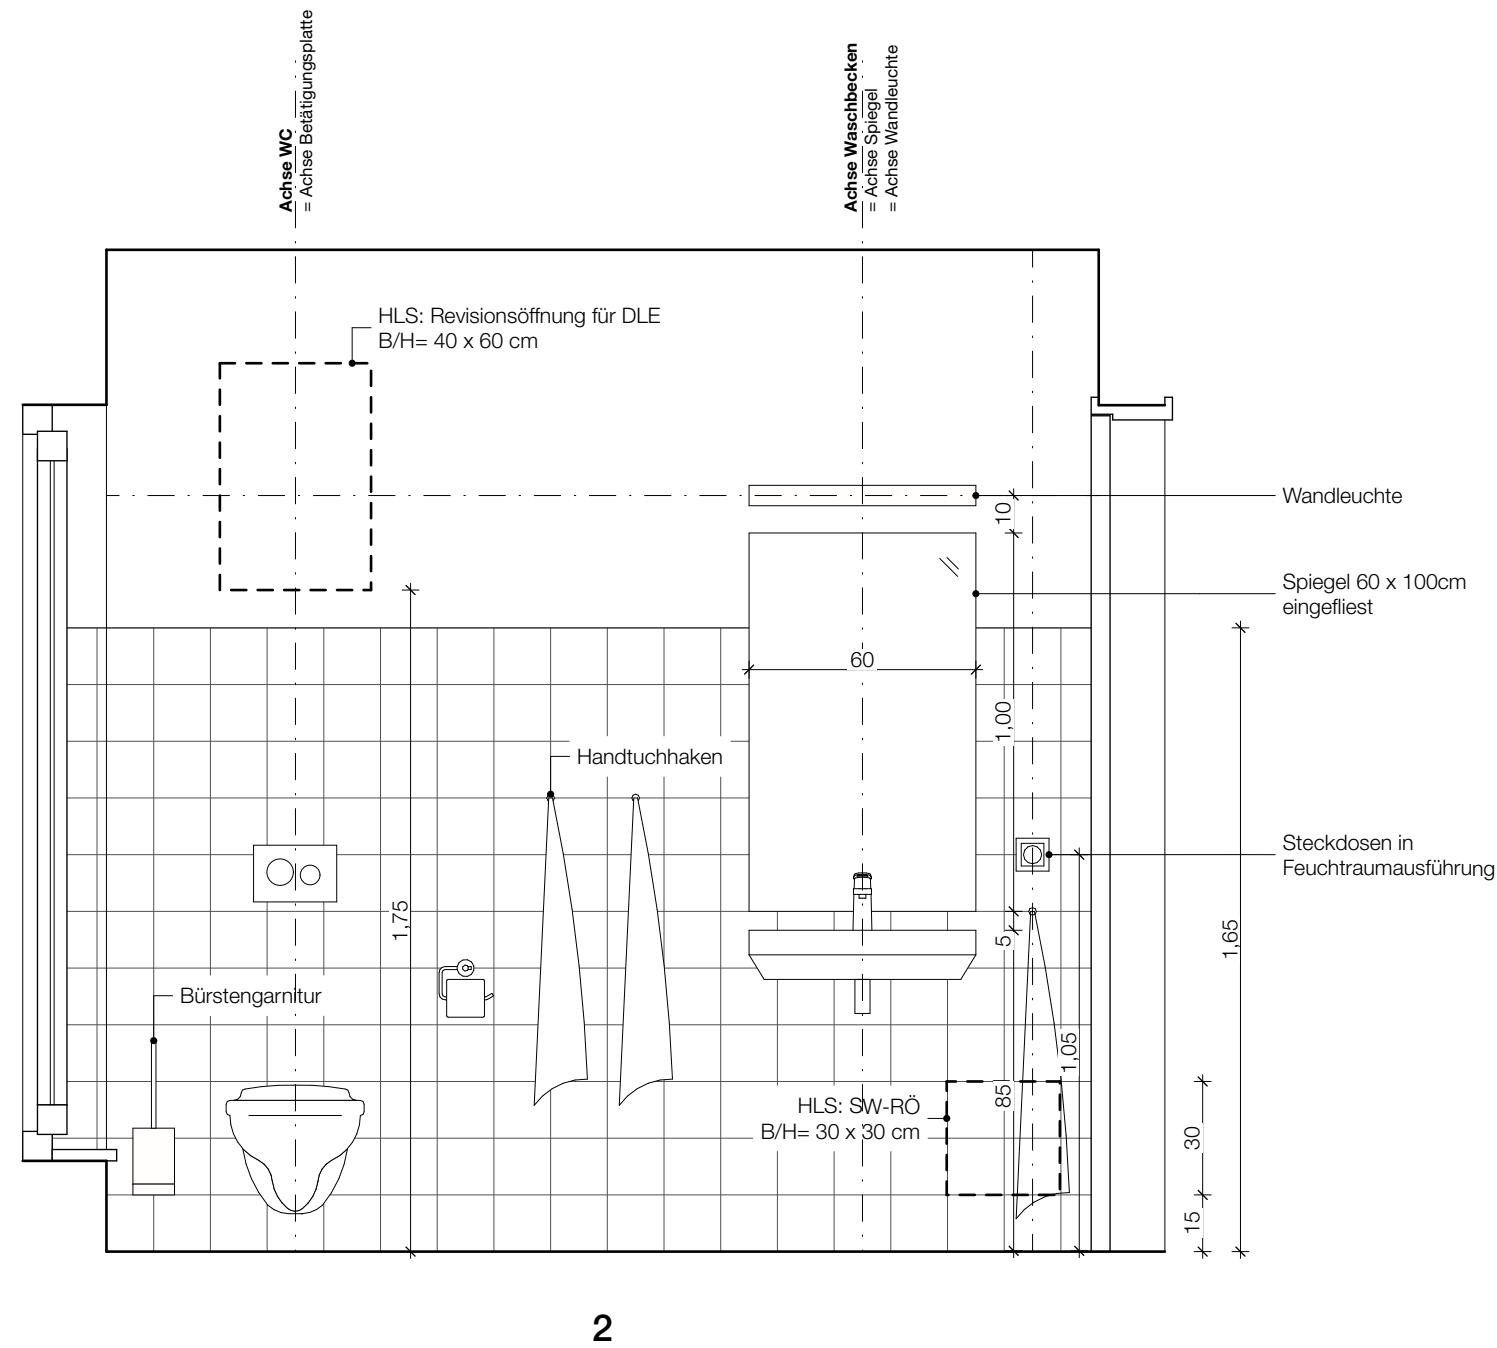 Achse WC
= Achse Betätigungsplatte
Achse Waschbecken
= Achse Spiegel
= Achse Wandleuchte
HLS: Revisionsöffnung für DLE
B/H= 40 x 60 cm
Wandleuchte
10
Spiegel 60 x 100cm
eingefliest
60
1,00
Handtuchhaken
Steckdosen in
Feuchtraumausführung
1,75
5
1,65
Bürstengarnitur
1,05
85
HLS: SW-RÖ
B/H= 30 x 30 cm
30
15
2